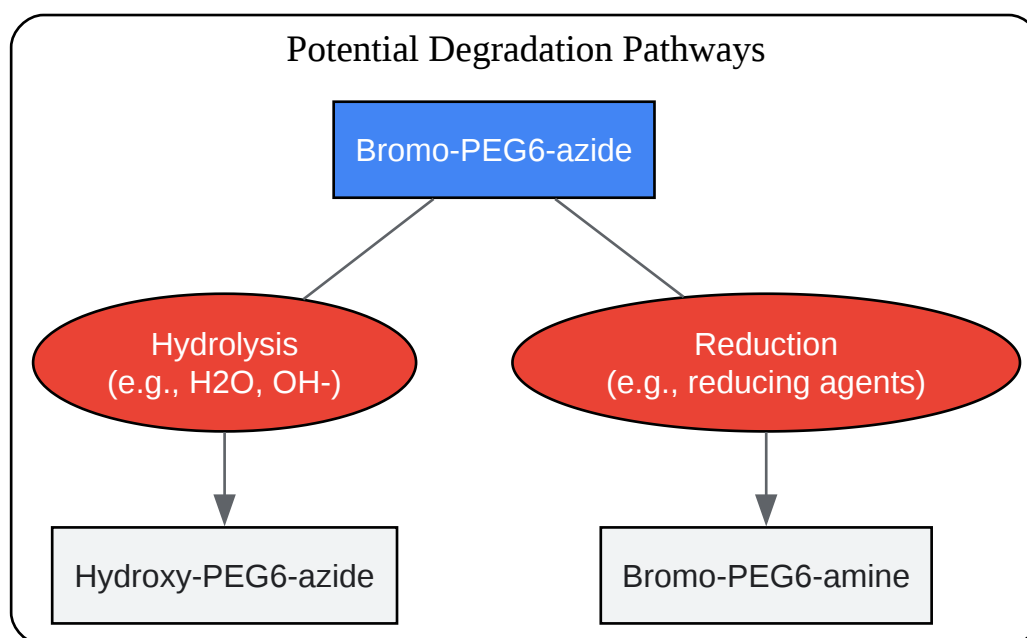 Potential Degradation Pathways
Bromo-PEG6-azide
Hydrolysis
(e.g., H2O, OH-)
Reduction
(e.g., reducing agents)
Hydroxy-PEG6-azide
Bromo-PEG6-amine